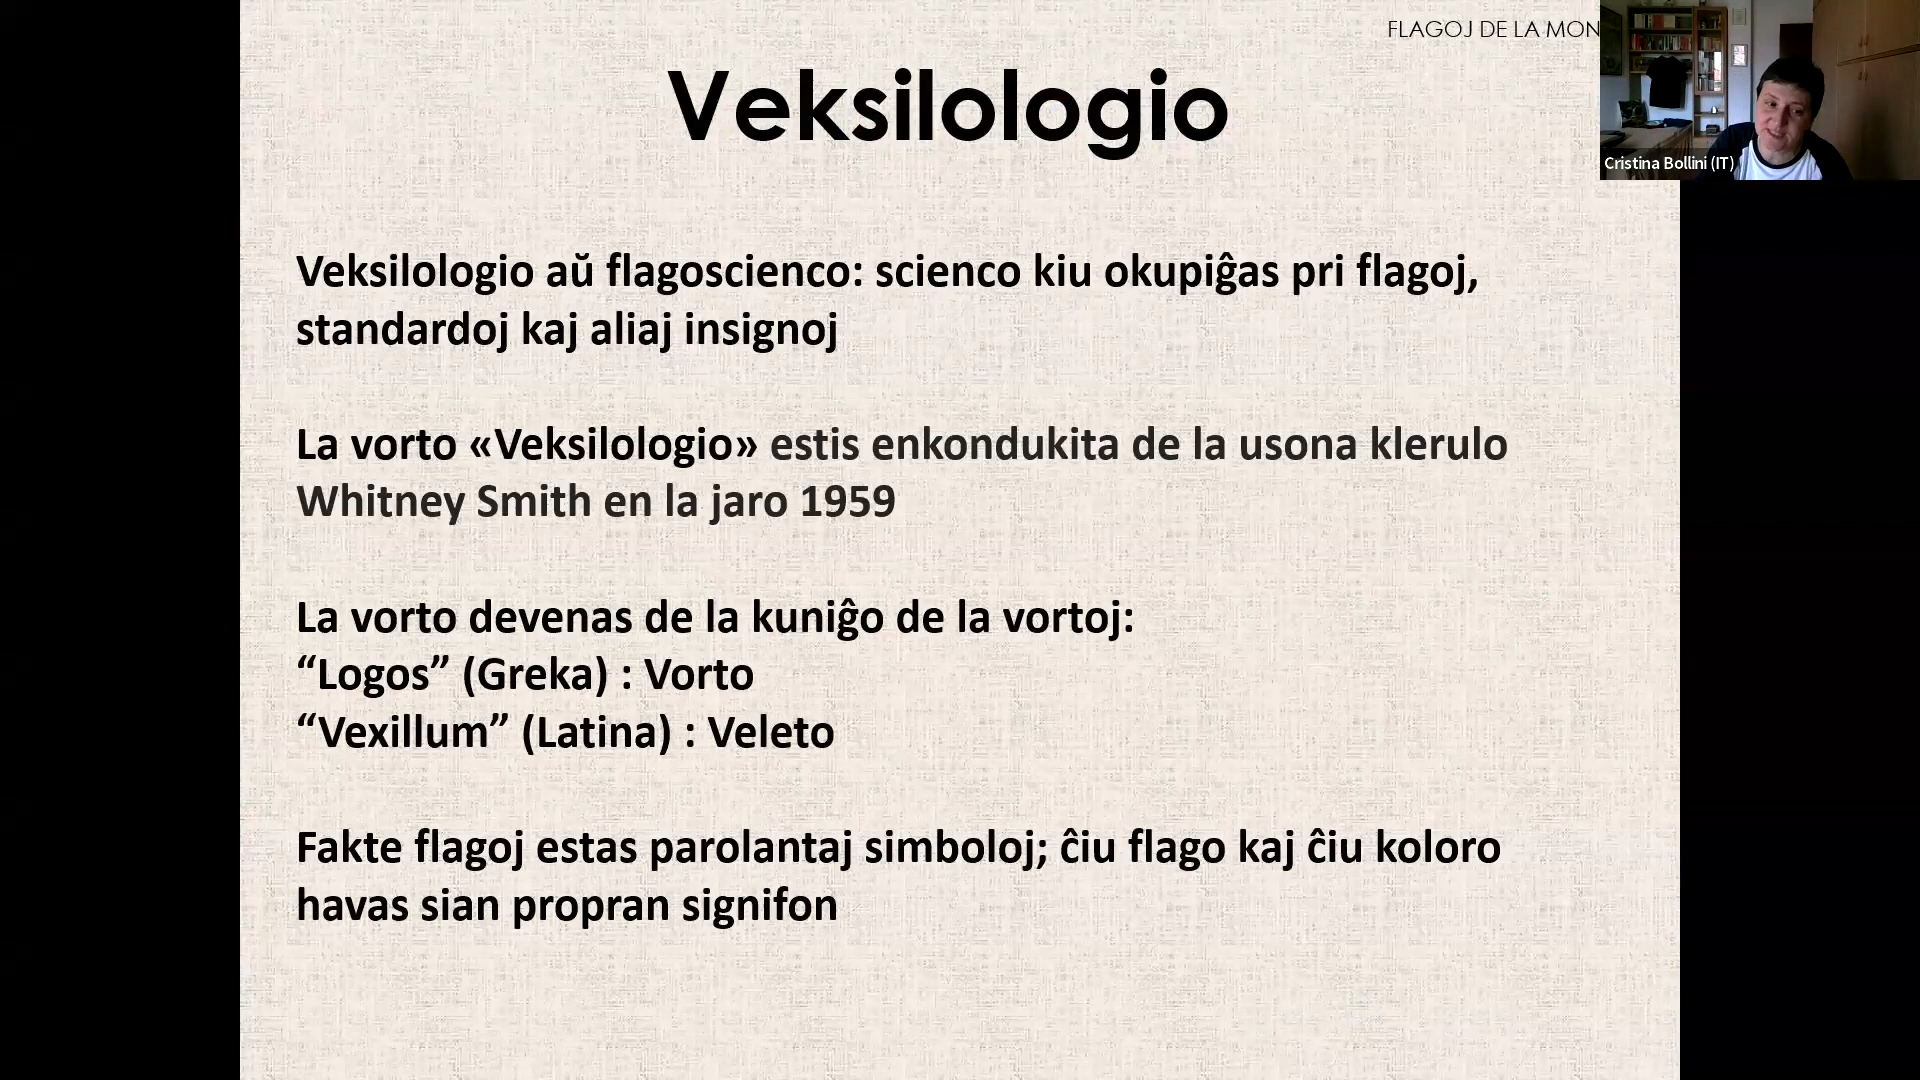 FLAGOJ DE LA MON
Veksilologio
Cristina Bollini (IT)
Veksilologio aŭ flagoscienco: scienco kiu okupiĝas pri flagoj,
standardoj kaj aliaj insignoj
La vorto «Veksilologio» estis enkondukita de la usona klerulo
Whitney Smith en la jaro 1959
La vorto devenas de la kuniĝo de la vortoj:
“Logos” (Greka) : Vorto
“Vexillum” (Latina) : Veleto
Fakte flagoj estas parolantaj simboloj; ĉiu flago kaj ĉiu koloro
havas sian propran signifon